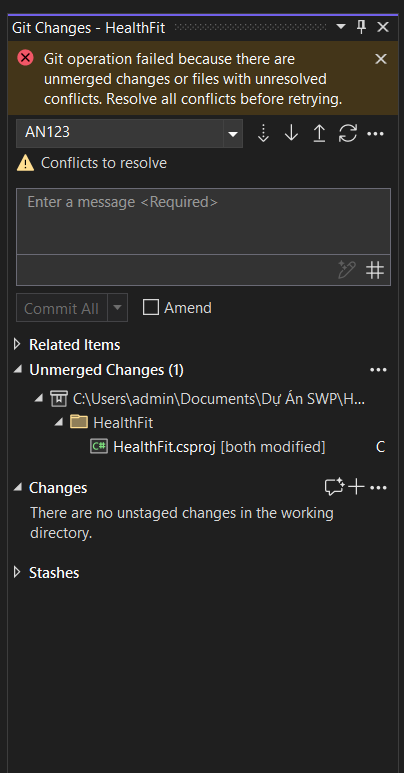 Git Changes - HealthFit
Git operation failed because there are
unmerged changes or files with unresolved
conflicts. Resolve all conflicts before retrying.
AN123
Conflicts to resolve
Enter a message <Required>
Commit All
Amend
Related Items
Unmerged Changes (1)
C:\Users\admin\Documents\Dự Án SWP\H...
HealthFit
C# HealthFit.csproj [both modified] C
Changes
There are no unstaged changes in the working
directory.
Stashes